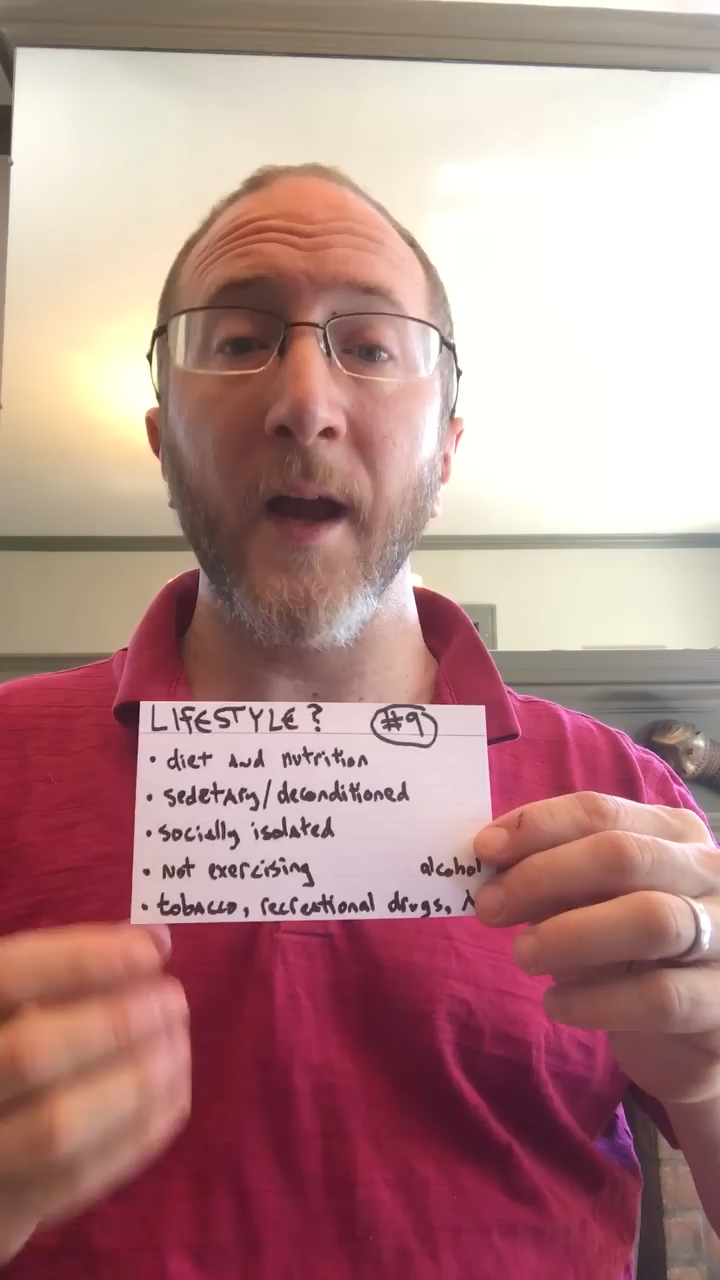 LIFESTYLE? #9
• diet and nutrition
• sedetary/deconditioned
• socially isolated
• Not exercising alcohol
• tobacco, recreational drugs, ^